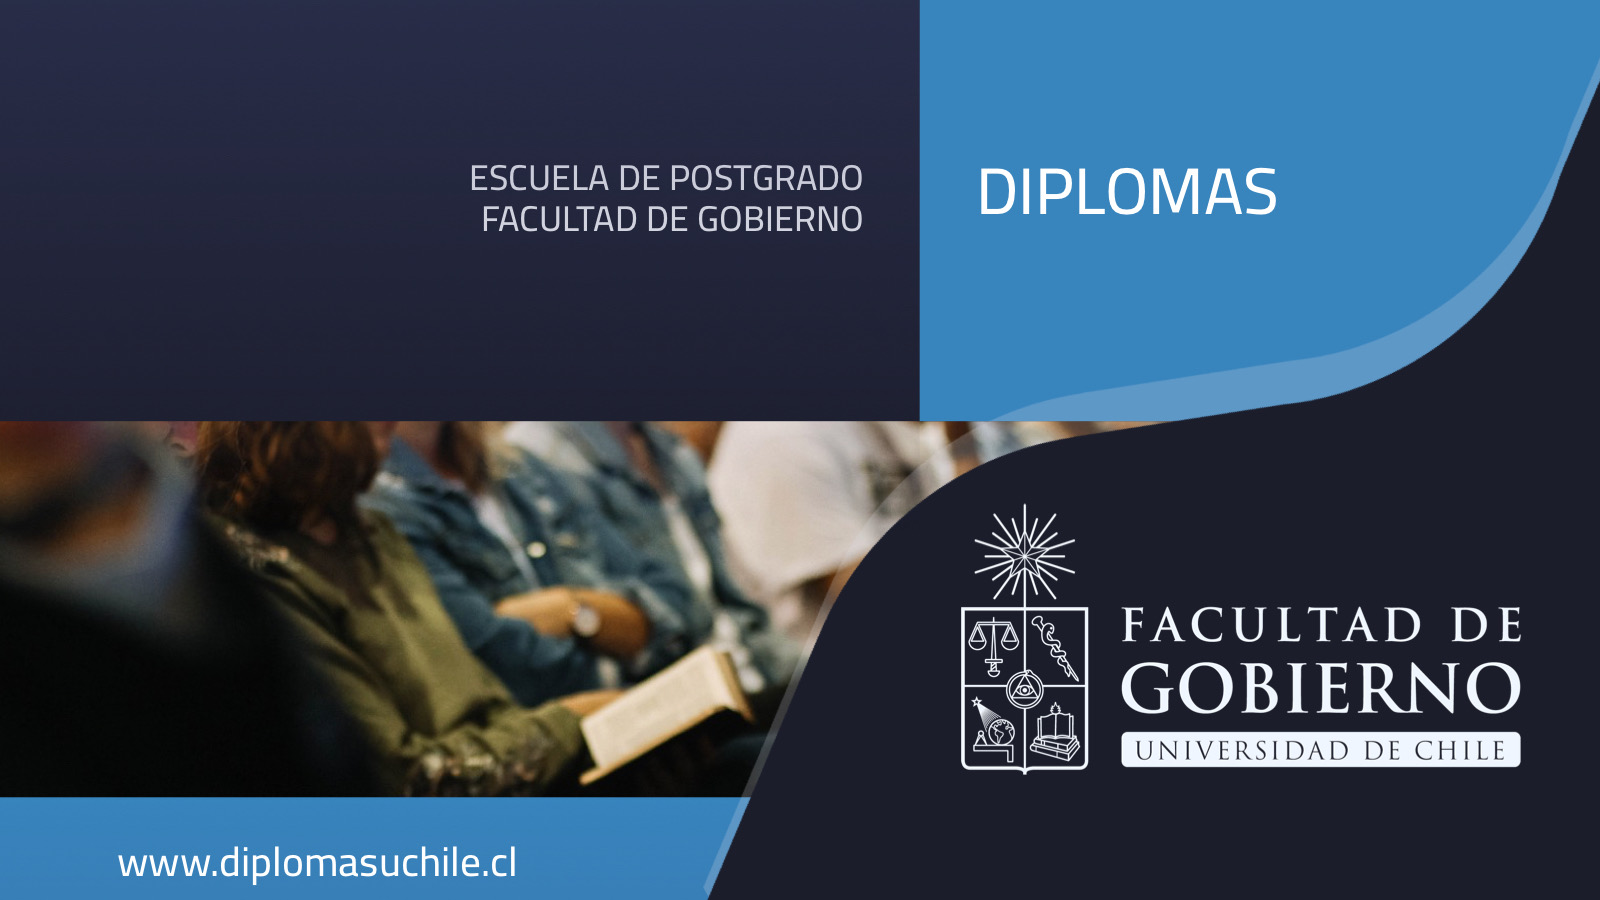 ESCUELA DE POSTGRADO
FACULTAD DE GOBIERNO
DIPLOMAS
FACULTAD DE
GOBIERNO
UNIVERSIDAD DE CHILE
www.diplomasuchile.cl